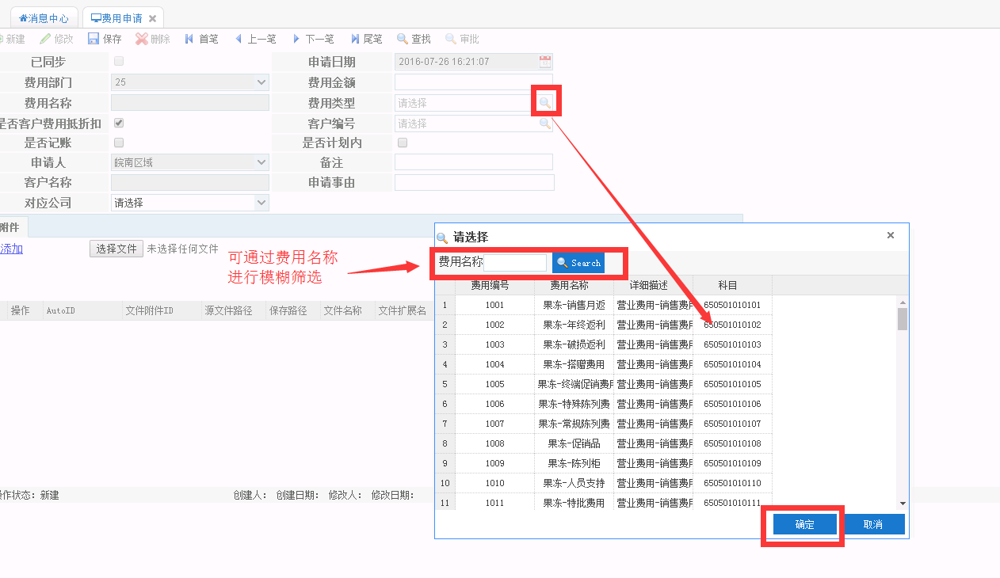 消息中心 费用申请
新建 修改 保存 删除 首笔 上一笔 下一笔 尾笔 查找 审批
已同步 申请日期 2016-07-26 16:21:07
费用部门 25 费用金额
费用名称 费用类型 请选择
是否客户费用抵折扣 客户编号 请选择
是否记账 是否计划内
申请人 皖南区域 备注
客户名称 申请事由
对应公司 请选择
附件
添加 选择文件 未选择任何文件
可通过费用名称
进行模糊筛选
操作 AutoID 文件附件ID 源文件路径 保存路径 文件名称 文件扩展名
操作状态：新建 创建人： 创建日期： 修改人： 修改日期：
请选择
费用名称 Search
费用编号 费用名称 详细描述 科目
1 1001 果冻-销售月返 营业费用-销售费用 650501010101
2 1002 果冻-年终返利 营业费用-销售费用 650501010102
3 1003 果冻-破损返利 营业费用-销售费用 650501010103
4 1004 果冻-搭赠费用 营业费用-销售费用 650501010104
5 1005 果冻-终端促销费用 营业费用-销售费用 650501010105
6 1006 果冻-特殊陈列费 营业费用-销售费用 650501010106
7 1007 果冻-常规陈列费 营业费用-销售费用 650501010107
8 1008 果冻-促销品 营业费用-销售费用 650501010108
9 1009 果冻-陈列柜 营业费用-销售费用 650501010109
10 1010 果冻-人员支持 营业费用-销售费用 650501010110
11 1011 果冻-特批费用 营业费用-销售费用 650501010111
确定 取消